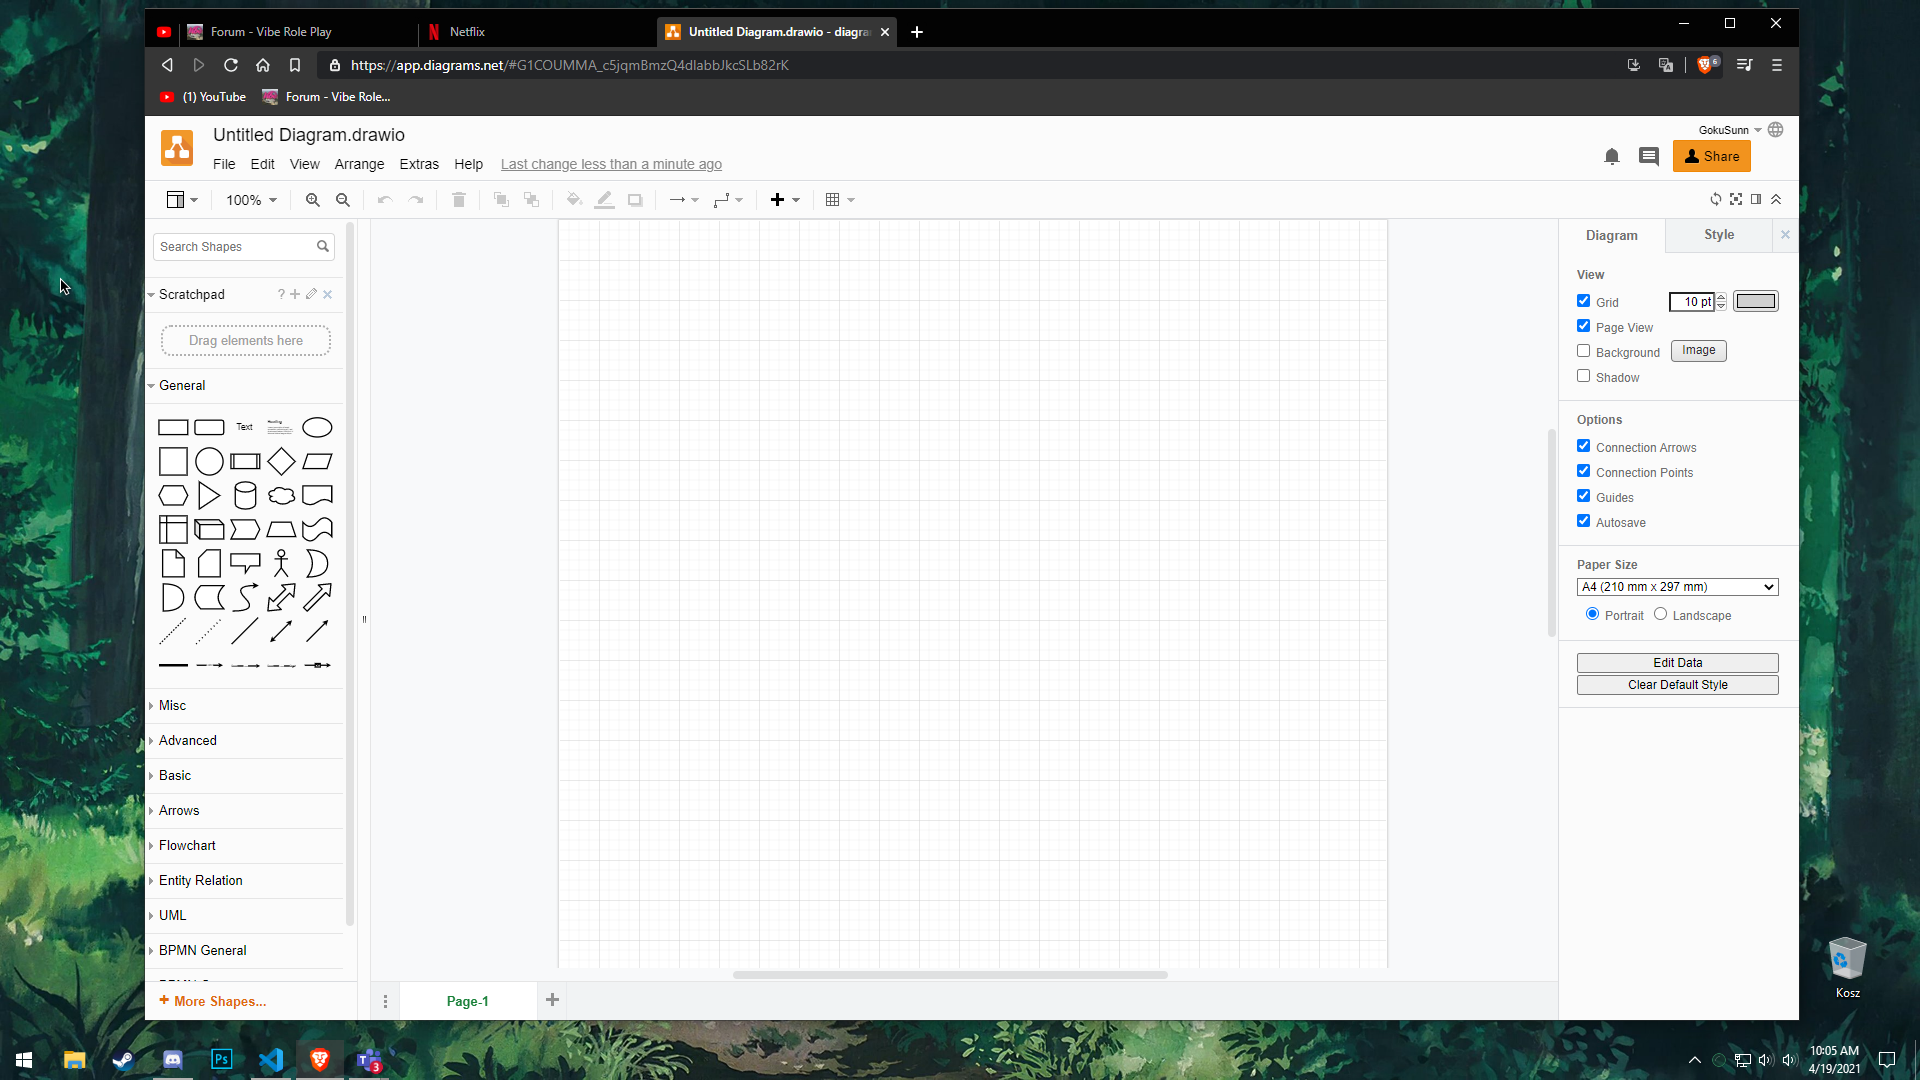 Forum - Vibe Role Play
Netflix
Untitled Diagram.drawio - diagra
https://app.diagrams.net/#G1COUMMA_c5jqmBmzQ4dlabbJkcSLb82rK
6
(1) YouTube
Forum - Vibe Role...
Untitled Diagram.drawio
GokuSunn
File Edit View Arrange Extras Help Last change less than a minute ago
Share
100%
Search Shapes
Scratchpad
?
Drag elements here
General
Text
Heading
Misc
Advanced
Basic
Arrows
Flowchart
Entity Relation
UML
BPMN General
+ More Shapes...
Page-1
Diagram
Style
View
Grid
10 pt
Page View
Background
Image
Shadow
Options
Connection Arrows
Connection Points
Guides
Autosave
Paper Size
A4 (210 mm x 297 mm)
Portrait
Landscape
Edit Data
Clear Default Style
Kosz
Ps
3
10:05 AM
4/19/2021